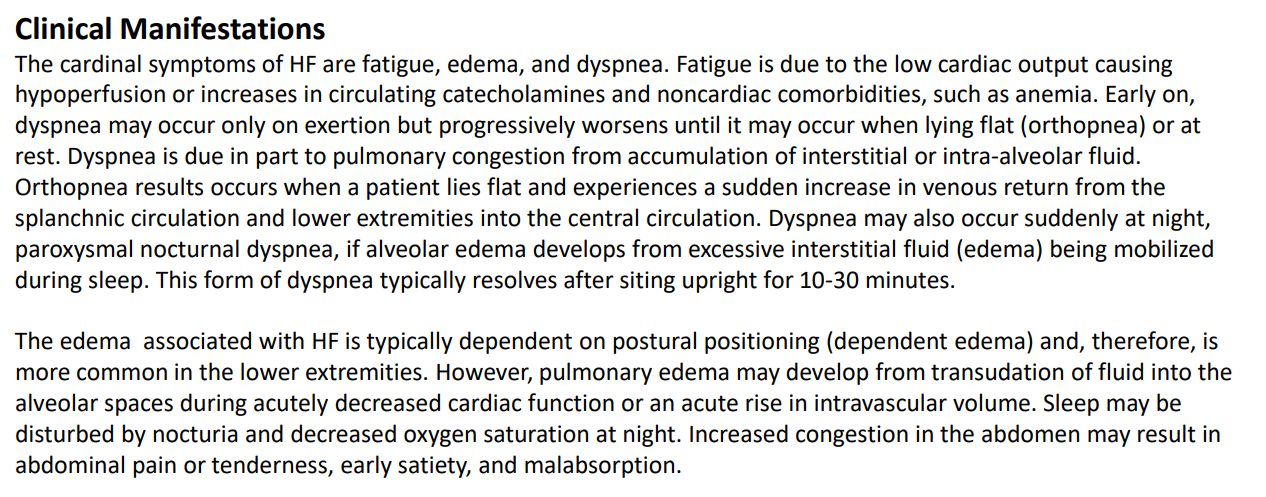 Clinical Manifestations
The cardinal symptoms of HF are fatigue, edema, and dyspnea. Fatigue is due to the low cardiac output causing
hypoperfusion or increases in circulating catecholamines and noncardiac comorbidities, such as anemia. Early on,
dyspnea may occur only on exertion but progressively worsens until it may occur when lying flat (orthopnea) or at
rest. Dyspnea is due in part to pulmonary congestion from accumulation of interstitial or intra-alveolar fluid.
Orthopnea results occurs when a patient lies flat and experiences a sudden increase in venous return from the
splanchnic circulation and lower extremities into the central circulation. Dyspnea may also occur suddenly at night,
paroxysmal nocturnal dyspnea, if alveolar edema develops from excessive interstitial fluid (edema) being mobilized
during sleep. This form of dyspnea typically resolves after siting upright for 10-30 minutes.
The edema  associated with HF is typically dependent on postural positioning (dependent edema) and, therefore, is
more common in the lower extremities. However, pulmonary edema may develop from transudation of fluid into the
alveolar spaces during acutely decreased cardiac function or an acute rise in intravascular volume. Sleep may be
disturbed by nocturia and decreased oxygen saturation at night. Increased congestion in the abdomen may result in
abdominal pain or tenderness, early satiety, and malabsorption.